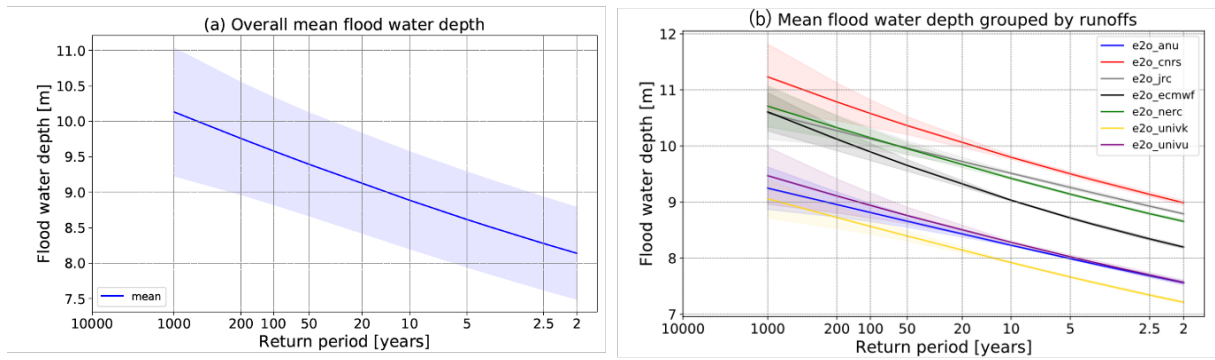 (a) Overall mean flood water depth
Flood water depth [m]
11.0
10.5
10.0
9.5
9.0
8.5
8.0
7.5
mean
10000 1000 200 100 50 20 10 5 2.5 2
Return period [years]
(b) Mean flood water depth grouped by runoffs
Flood water depth [m]
12
11
10
9
8
7
e2o_anu
e2o_cnrs
e2o_jrc
e2o_ecmwf
e2o_nerc
e2o_univk
e2o_univu
10000 1000 200 100 50 20 10 5 2.5 2
Return period [years]